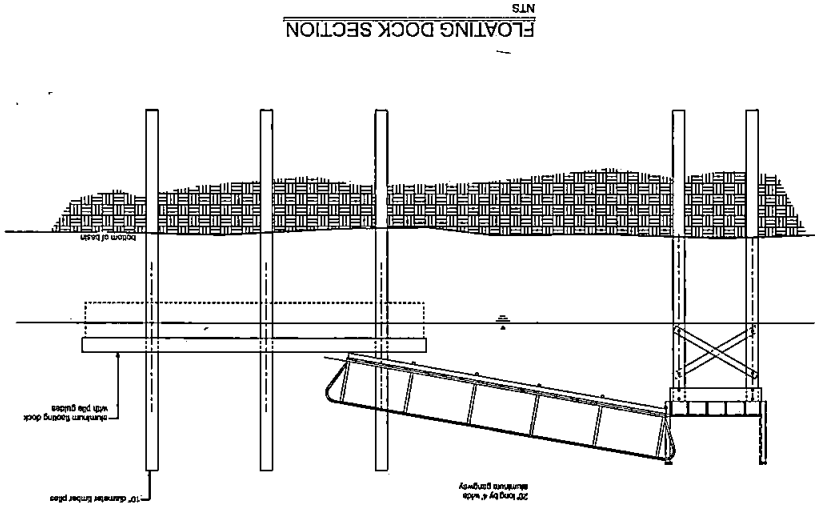 10" diameter timber piles
20' long by 4' wide
aluminum gangway
aluminum floating dock
with pile guides
bottom of basin
FLOATING DOCK SECTION
NTS